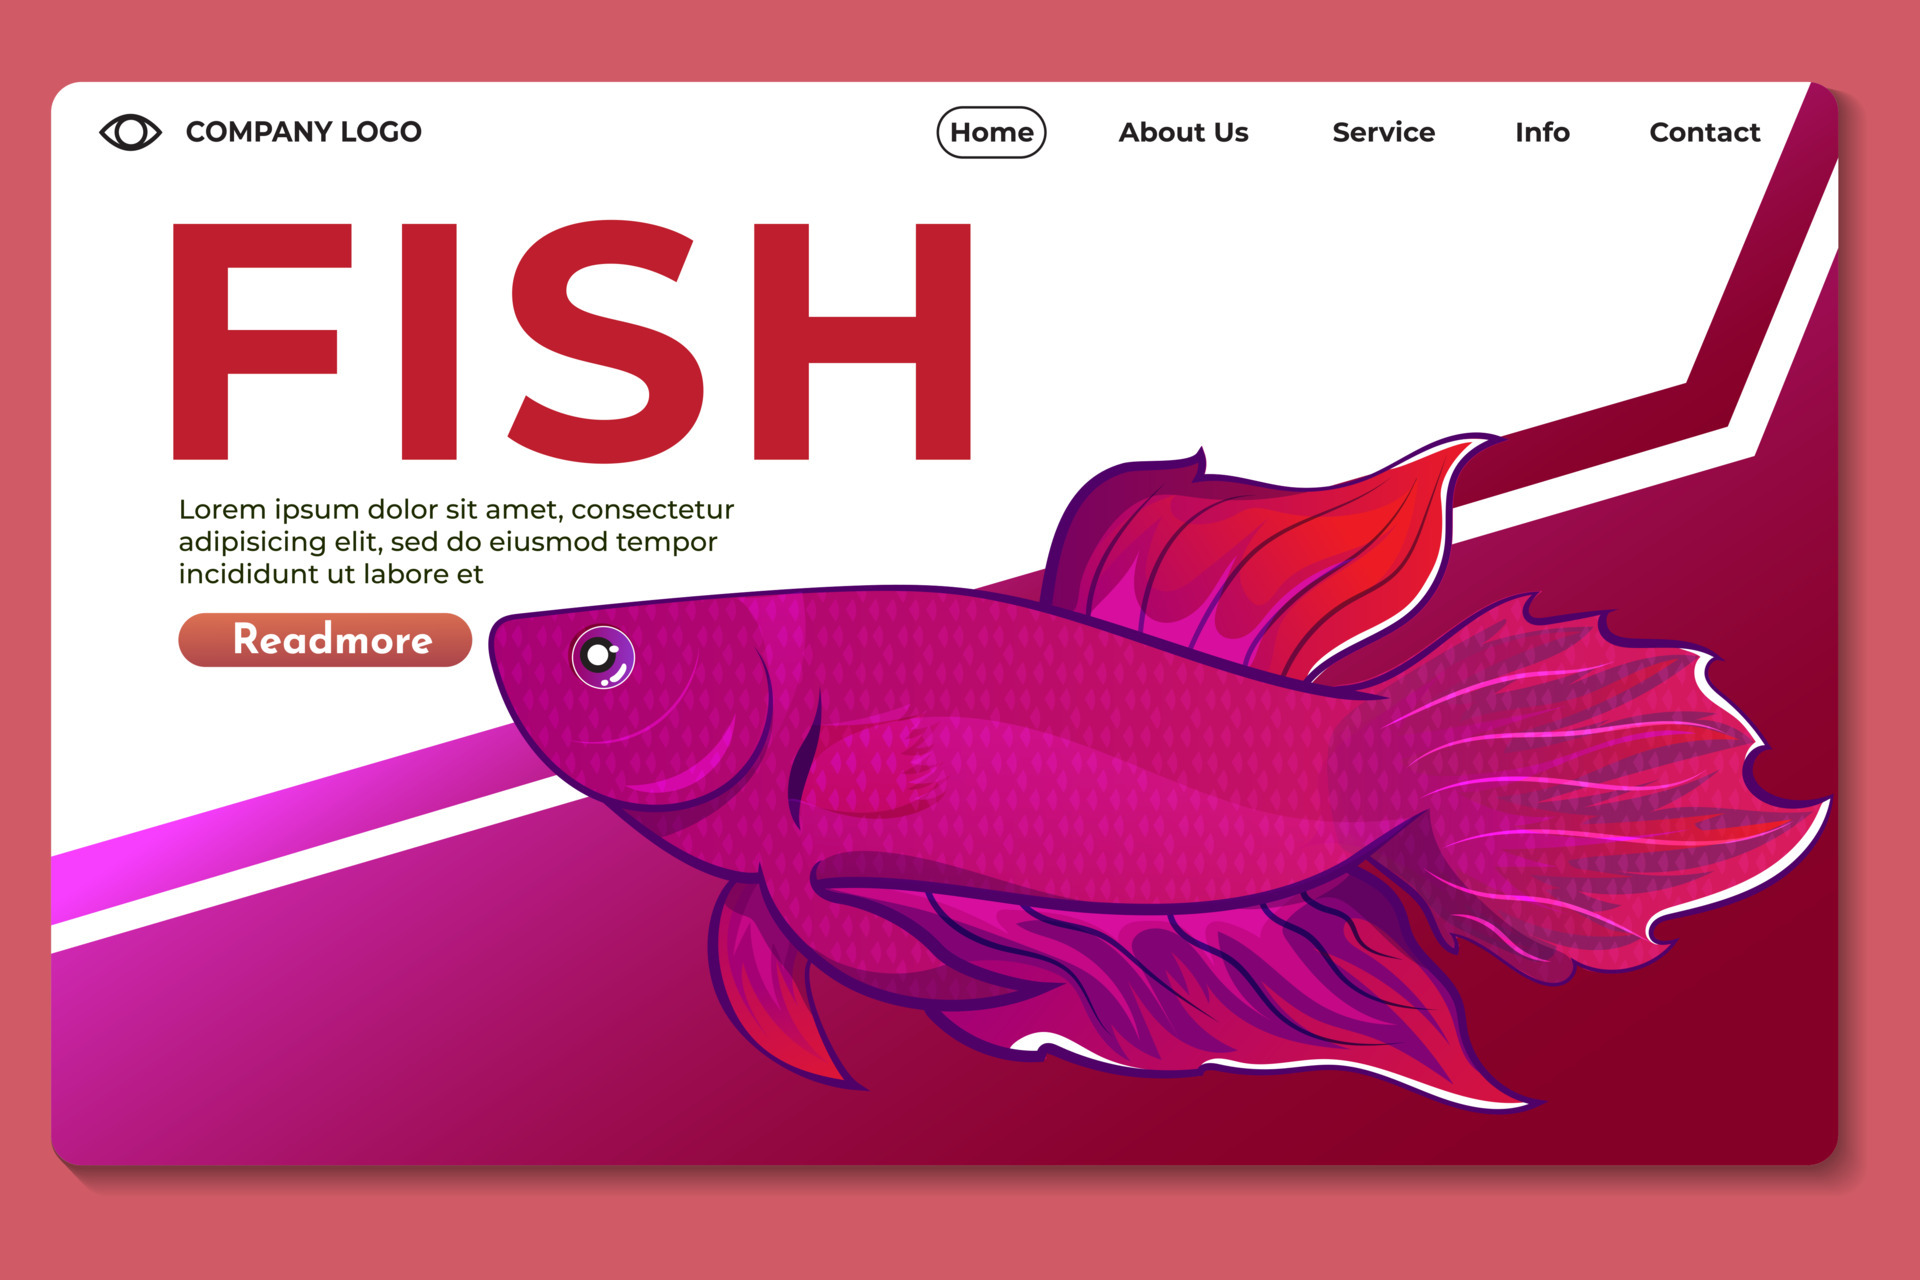 COMPANY LOGO
Home About Us Service Info Contact
FISH
Lorem ipsum dolor sit amet, consectetur
adipisicing elit, sed do eiusmod tempor
incididunt ut labore et
Readmore